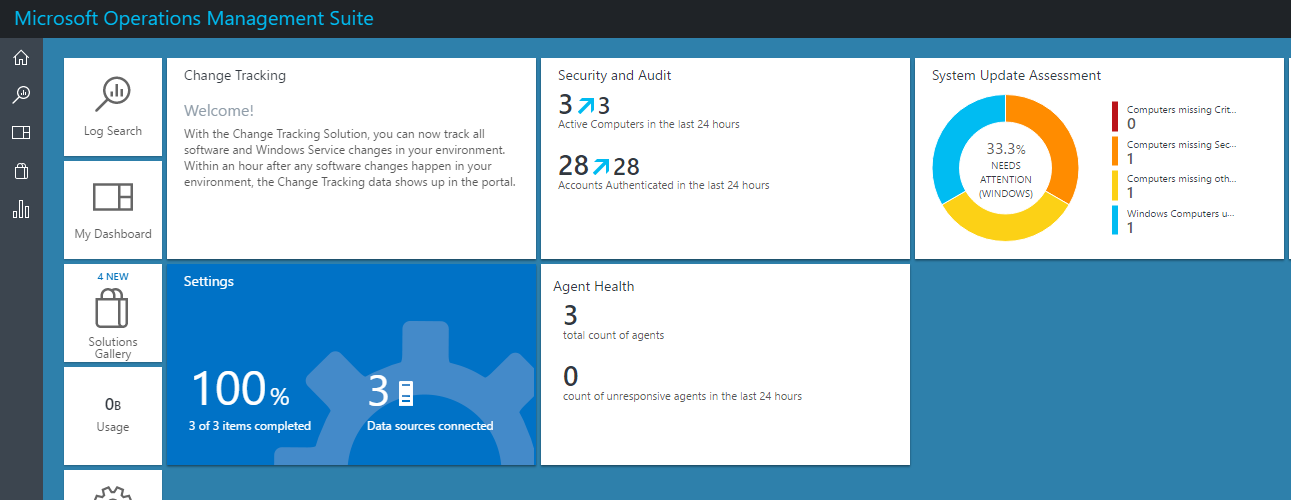 Microsoft Operations Management Suite
Log Search
My Dashboard
4 NEW
Solutions
Gallery
0B
Usage
Change Tracking
Welcome!
With the Change Tracking Solution, you can now track all
software and Windows Service changes in your environment.
Within an hour after any software changes happen in your
environment, the Change Tracking data shows up in the portal.
Settings
100%
3 of 3 items completed
3
Data sources connected
Security and Audit
3 3
Active Computers in the last 24 hours
28 28
Accounts Authenticated in the last 24 hours
Agent Health
3
total count of agents
0
count of unresponsive agents in the last 24 hours
System Update Assessment
33.3%
NEEDS
ATTENTION
(WINDOWS)
Computers missing Crit...
0
Computers missing Sec...
1
Computers missing oth...
1
Windows Computers u...
1